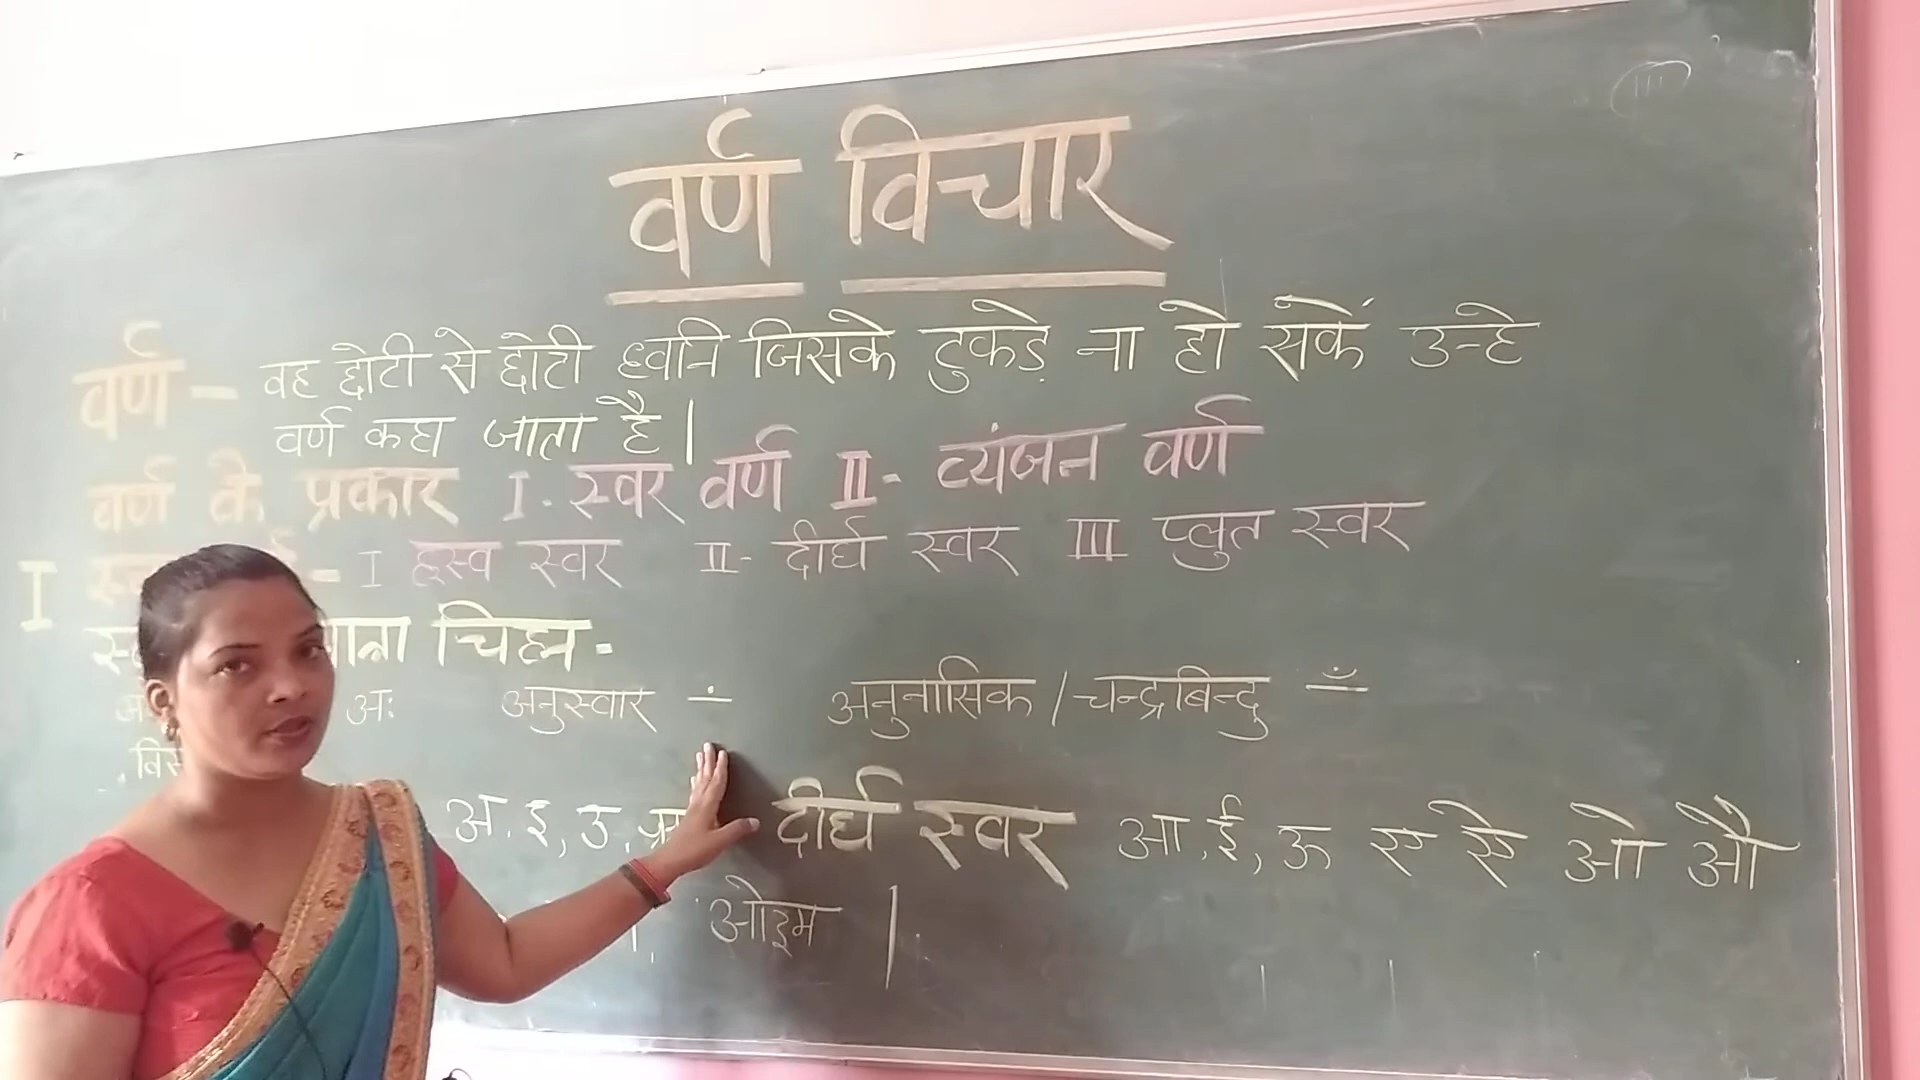 वर्ण विचार
वर्ण - वह छोटी से छोटी ध्वनि जिसके टुकड़े ना हो सकें उन्हे
वर्ण कहा जाता है।
वर्ण के प्रकार I. स्वर वर्ण II- व्यंजन वर्ण
I - I ह्रस्व स्वर II- दीर्घ स्वर III प्लुत स्वर
चिह्न -
अः अनुस्वार ÷ अनुनासिक / चन्द्रबिन्दु
अ, इ, उ, दीर्घ स्वर आ, ई, ऊ ए ऐ ओ औ
ओ३म |